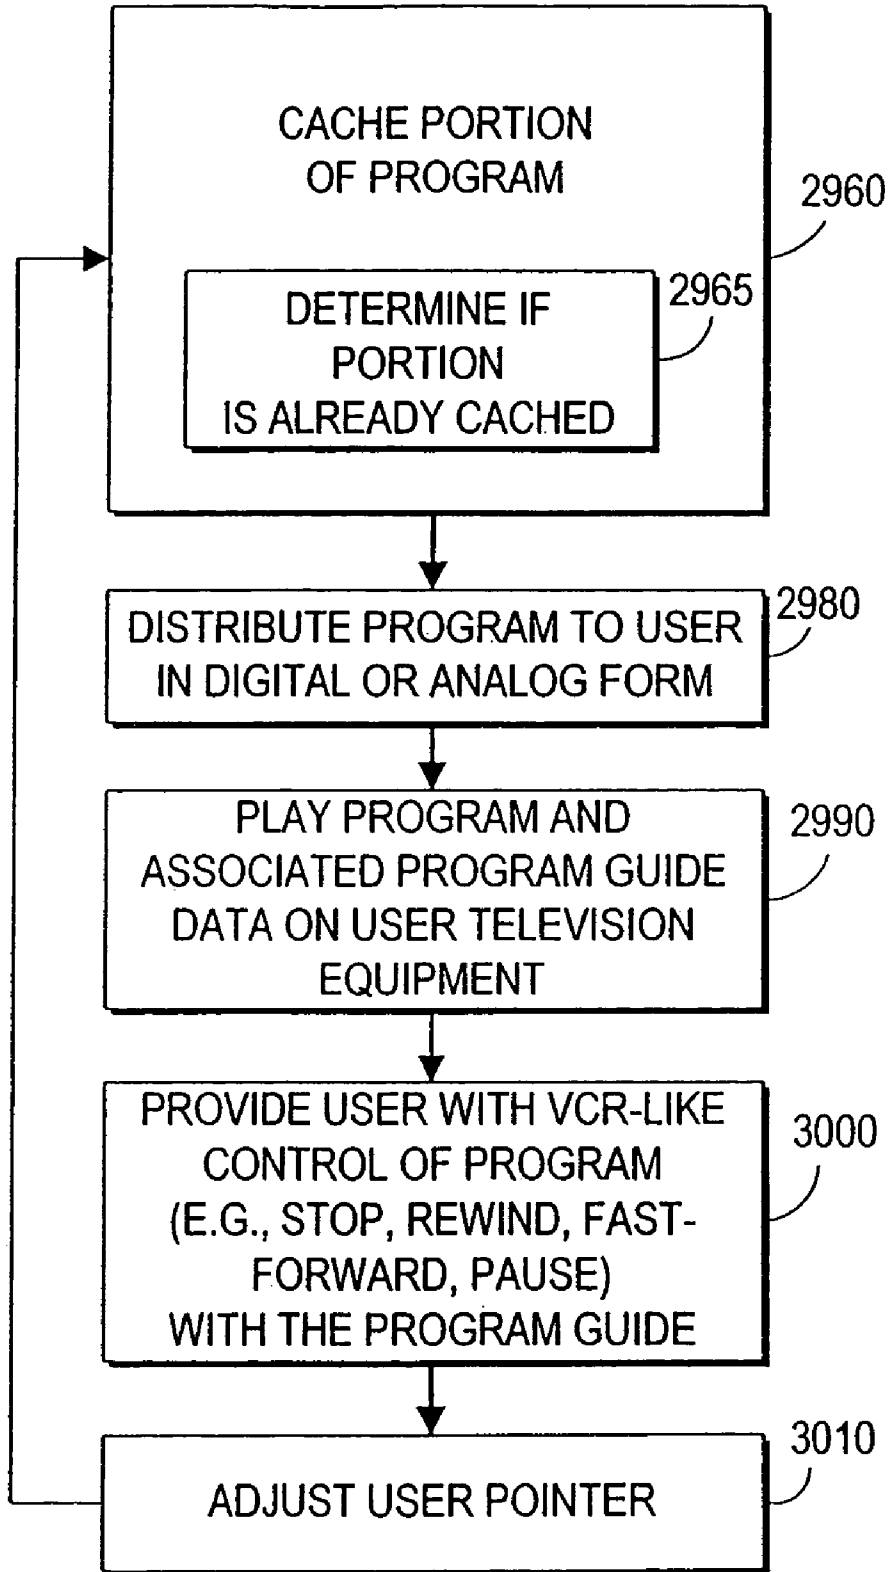 CACHE PORTION
OF PROGRAM
2960
2965
DETERMINE IF
PORTION
IS ALREADY CACHED
2980
DISTRIBUTE PROGRAM TO USER
IN DIGITAL OR ANALOG FORM
2990
PLAY PROGRAM AND
ASSOCIATED PROGRAM GUIDE
DATA ON USER TELEVISION
EQUIPMENT
3000
PROVIDE USER WITH VCR-LIKE
CONTROL OF PROGRAM
(E.G., STOP, REWIND, FAST-
FORWARD, PAUSE)
WITH THE PROGRAM GUIDE
3010
ADJUST USER POINTER